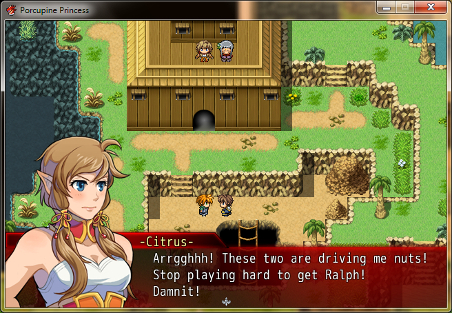 Porcupine Princess
-Citrus-
Arrgghhh! These two are driving me nuts!
Stop playing hard to get Ralph!
Damnit!